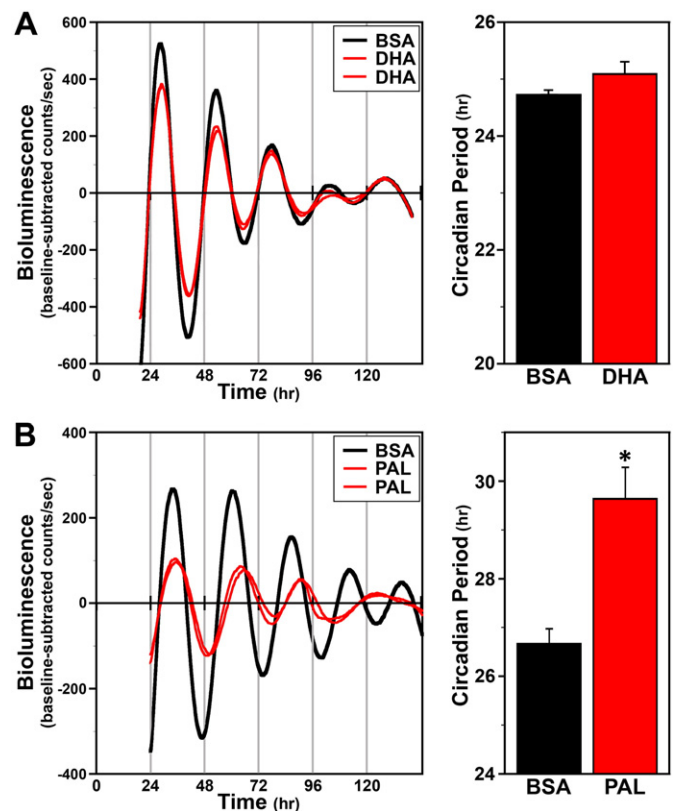 A
Bioluminescence
(baseline-subtracted counts/sec)
600
400
200
0
-200
-400
-600
BSA
DHA
DHA
0
24
48
72
96
120
Time (hr)
Circadian Period (hr)
26
24
22
20
BSA
DHA
B
Bioluminescence
(baseline-subtracted counts/sec)
400
200
0
-200
-400
BSA
PAL
PAL
0
24
48
72
96
120
Time (hr)
Circadian Period (hr)
30
28
26
24
*
BSA
PAL